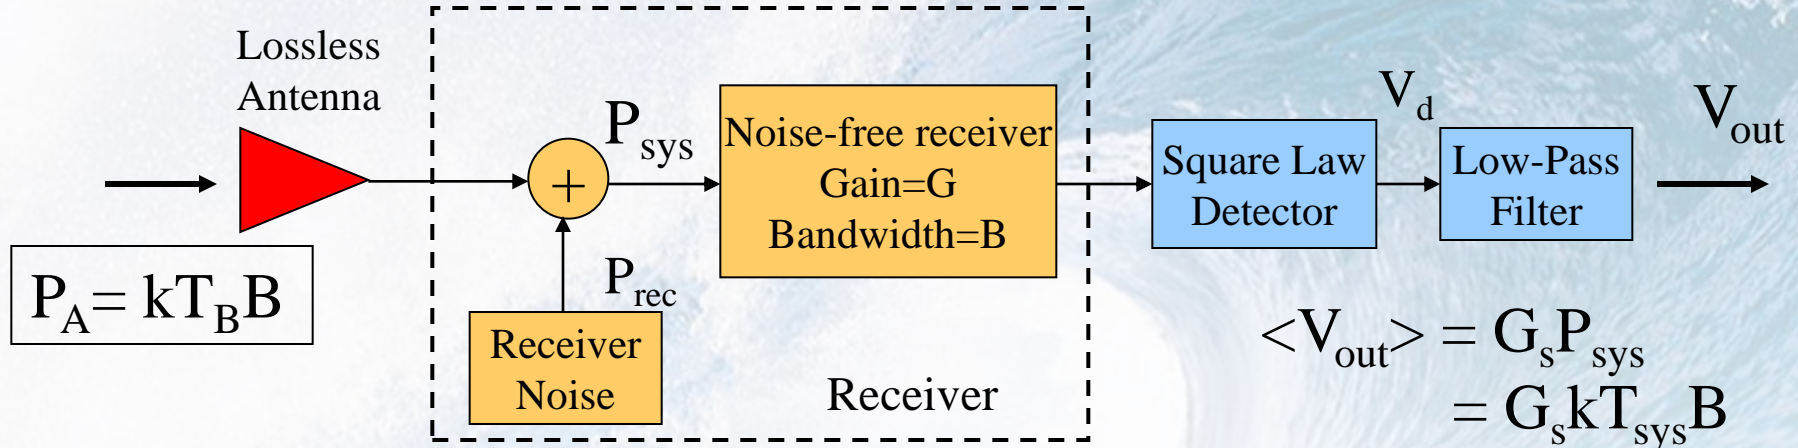 Lossless
Antenna
P_A= kT_BB
P_sys
+
P_rec
Receiver
Noise
Noise-free receiver
Gain=G
Bandwidth=B
Receiver
Square Law
Detector
V_d
Low-Pass
Filter
V_out
<V_out> = G_sP_sys
= G_skT_sysB